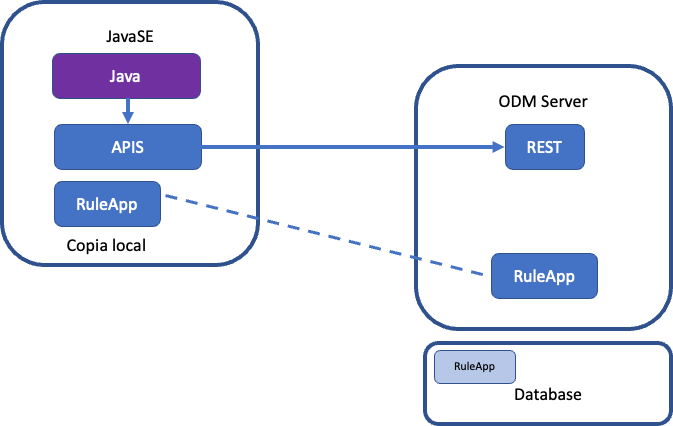 JavaSE
Java
APIS
RuleApp
Copia local
ODM Server
REST
RuleApp
RuleApp
Database